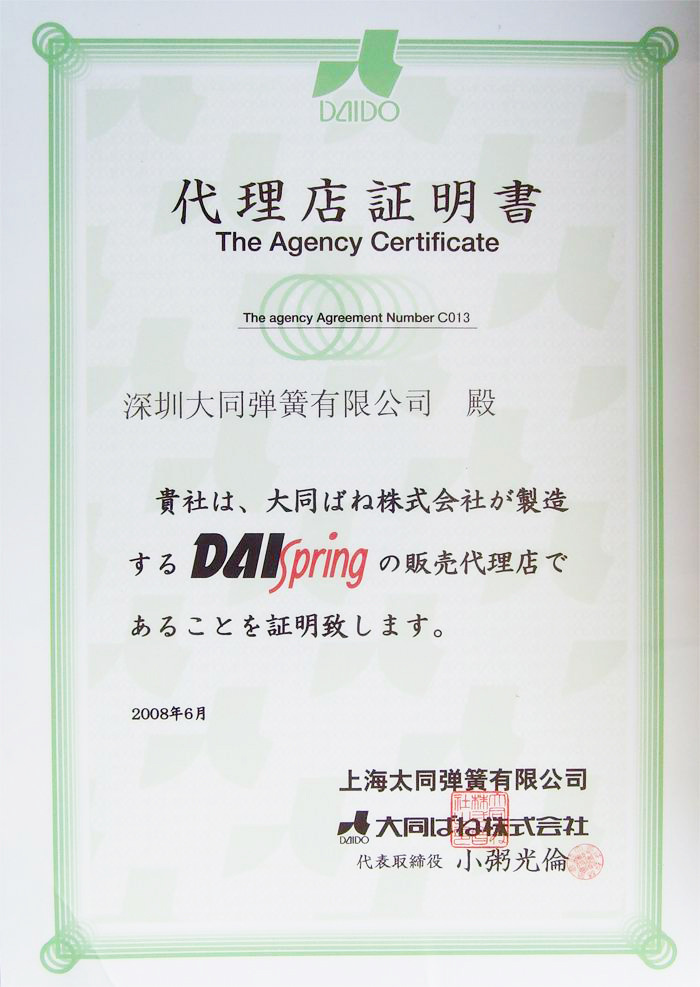 DAIDO
代理店証明書
The Agency Certificate
The agency Agreement Number C013
深圳大同弹簧有限公司 殿
貴社は、大同ばね株式会社が製造
する DAISpring の販売代理店で
あることを証明致します。
2008年6月
上海太同弹簧有限公司
DAIDO 大同ばね株式会社
代表取締役 小粥光倫